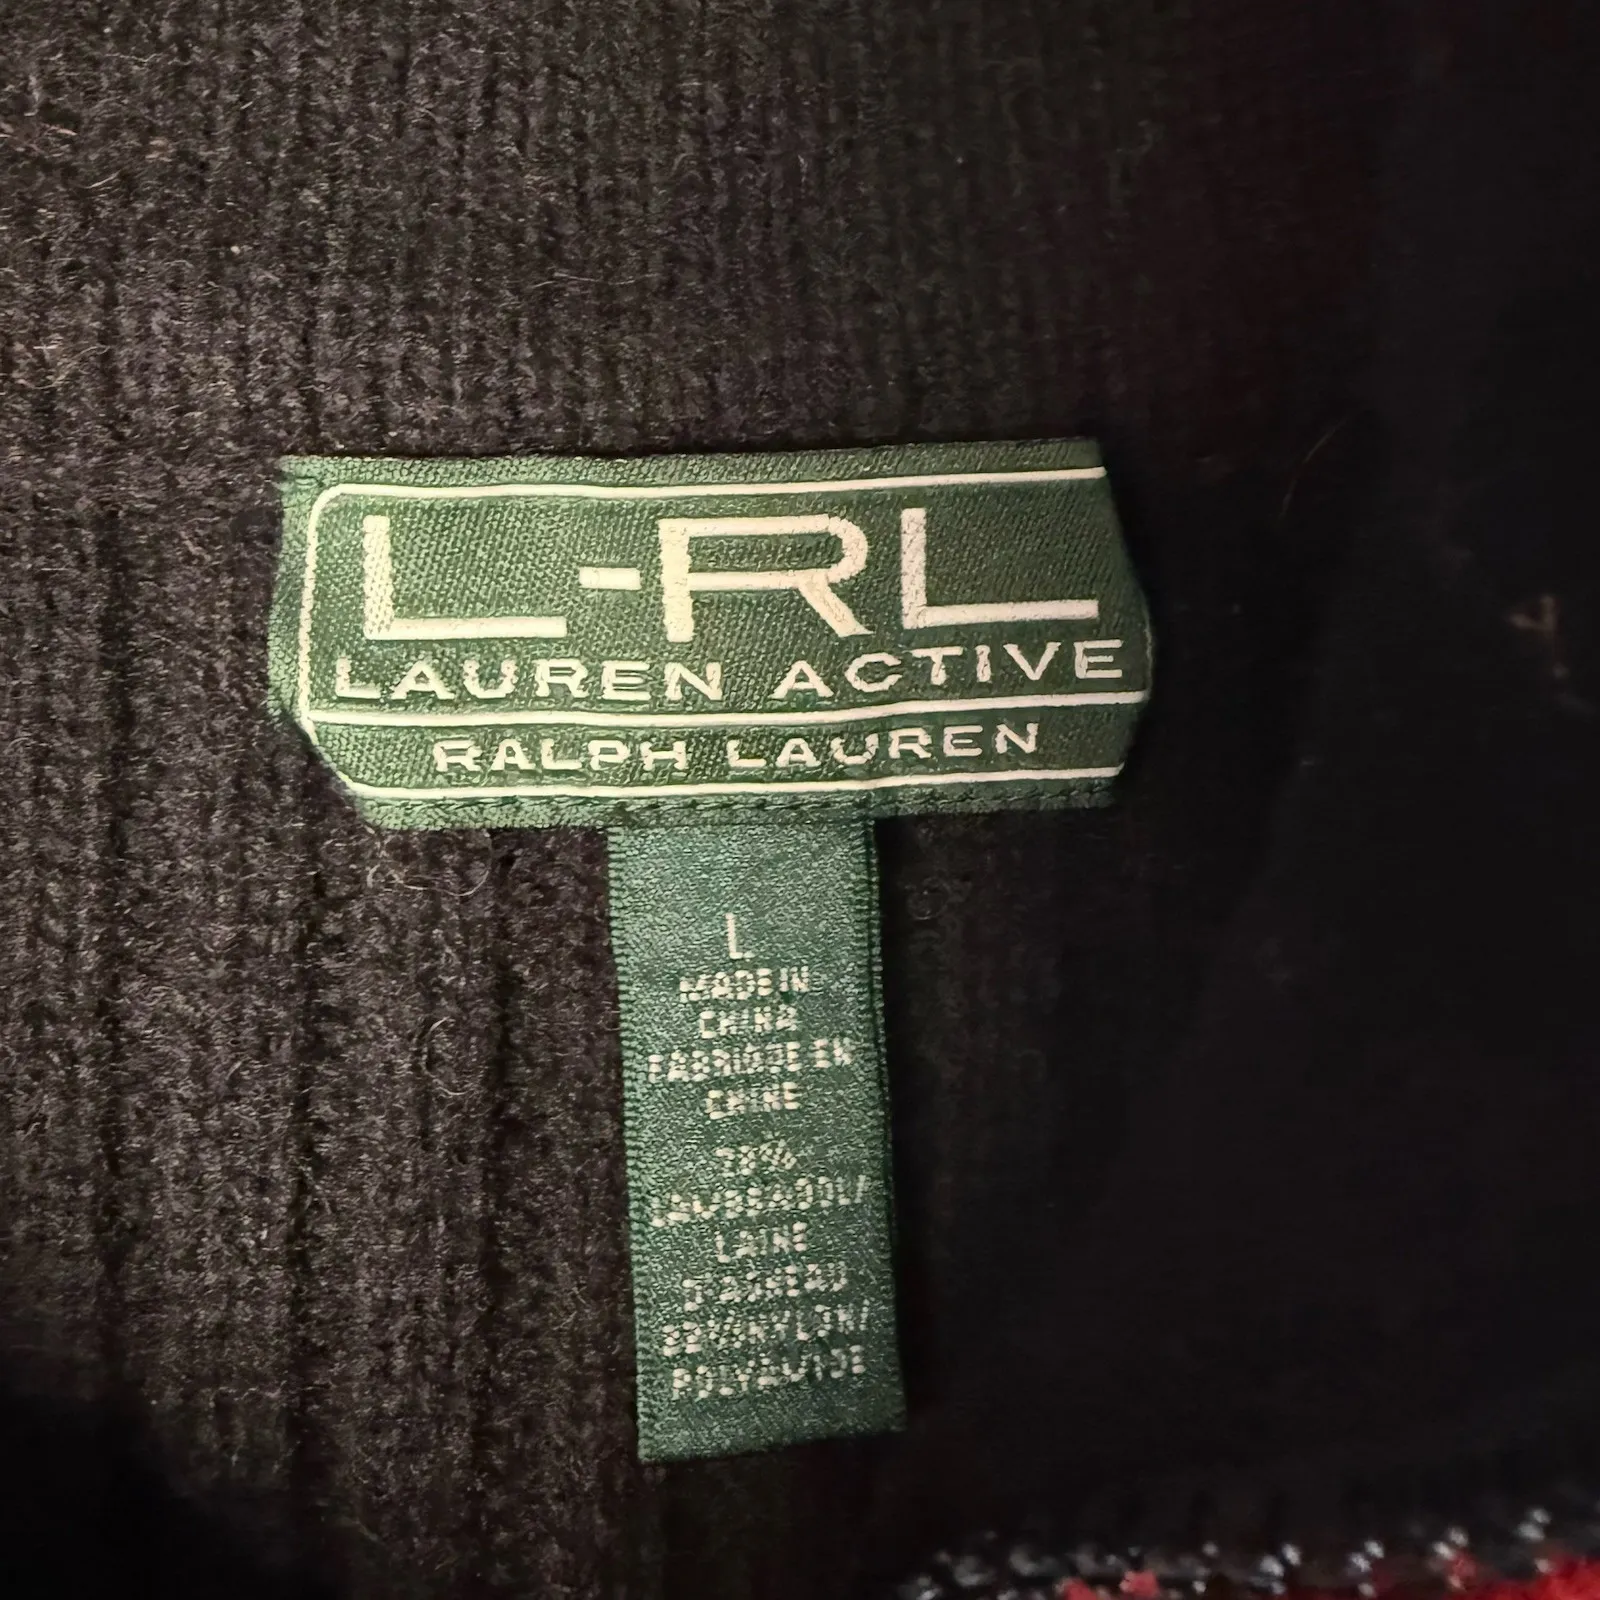 L-RL
LAUREN ACTIVE
RALPH LAUREN
L
MADE IN
CHINA
FABRIQUE EN
CHINE
LAINE